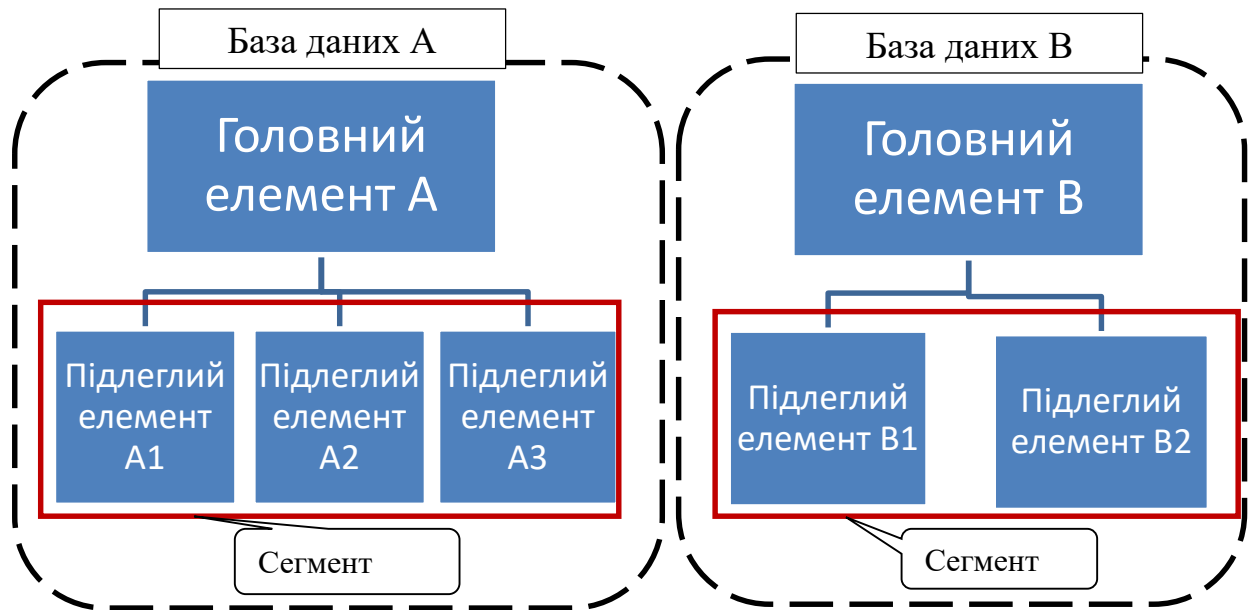 База даних А
Головний
елемент А
Підлеглий
елемент
А1
Підлеглий
елемент
А2
Підлеглий
елемент
А3
Сегмент
База даних В
Головний
елемент В
Підлеглий
елемент В1
Підлеглий
елемент В2
Сегмент